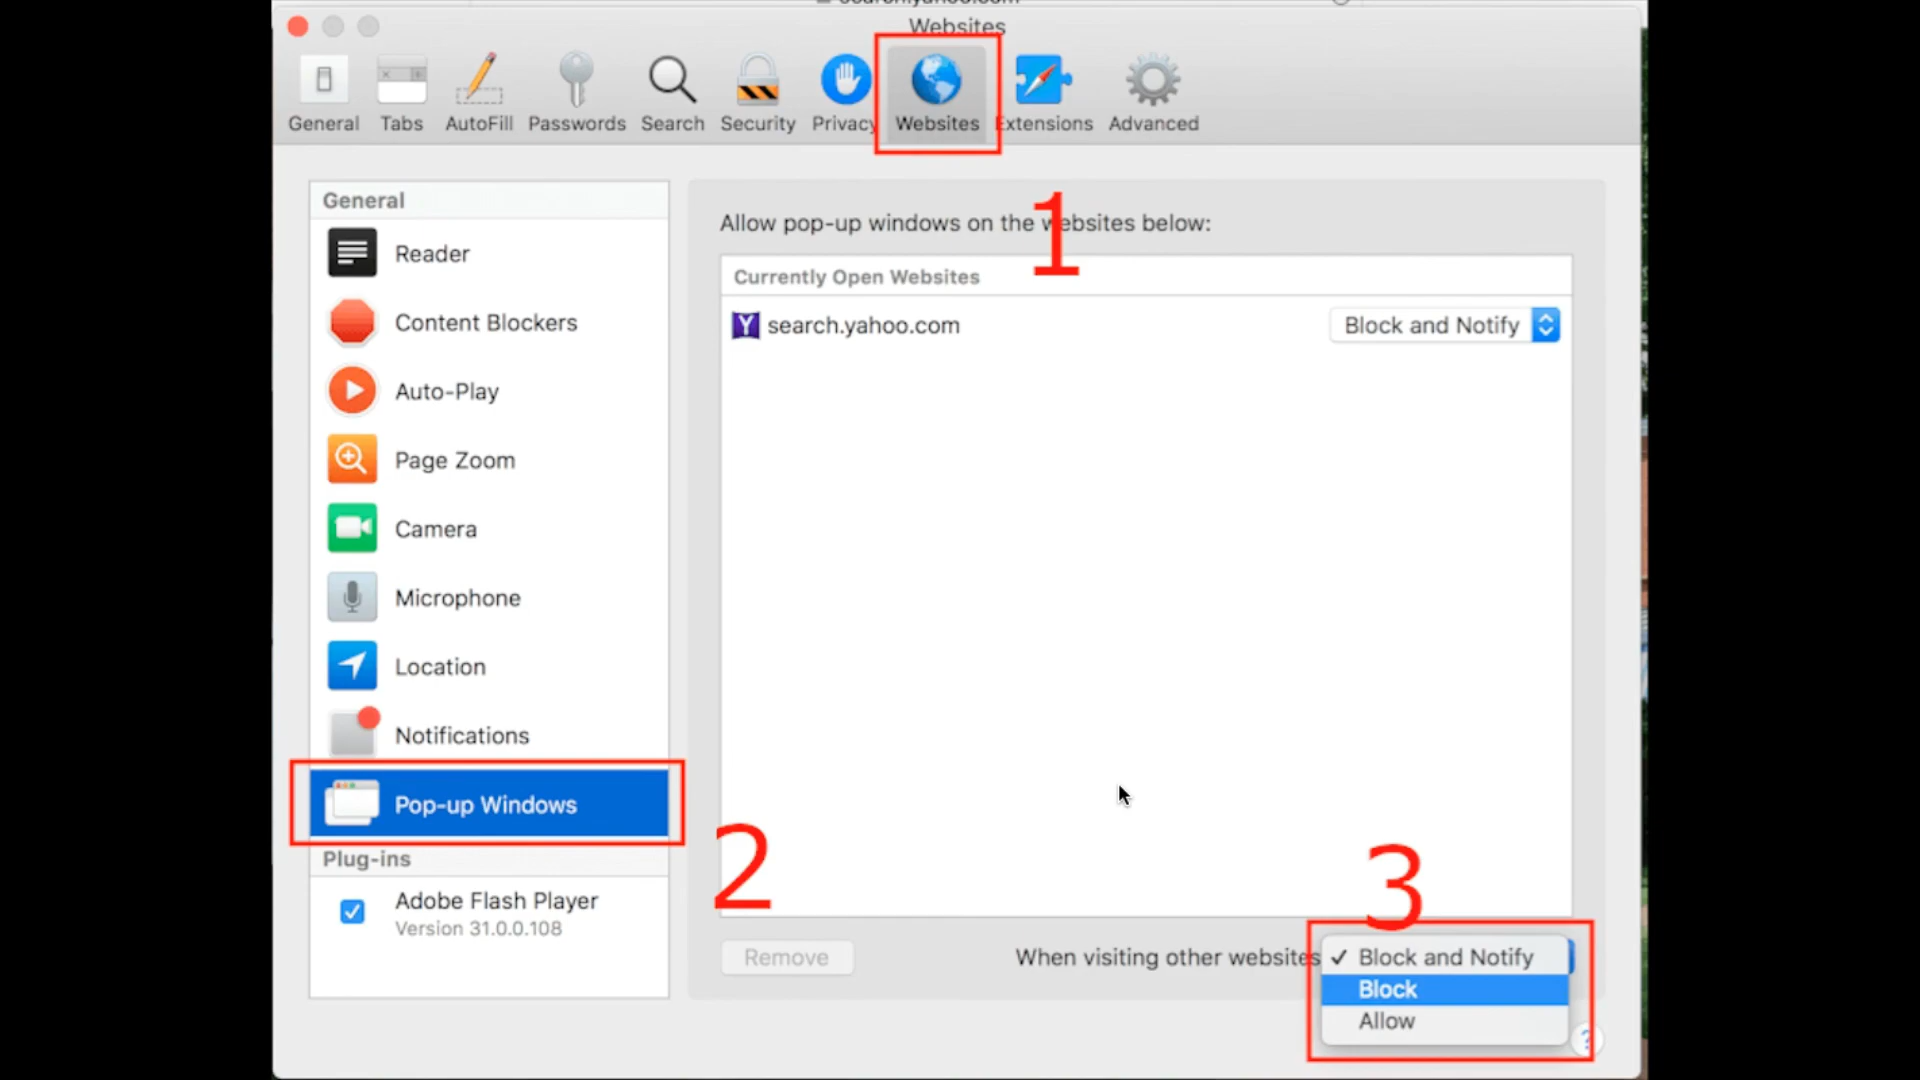 Websites
General Tabs AutoFill Passwords Search Security Privacy Websites Extensions Advanced
1
General
Reader
Content Blockers
Auto-Play
Page Zoom
Camera
Microphone
Location
Notifications
Pop-up Windows
Plug-ins
Adobe Flash Player
Version 31.0.0.108
2
Allow pop-up windows on the websites below:
Currently Open Websites
Y search.yahoo.com Block and Notify
3
Remove When visiting other websites ✓ Block and Notify
Block
Allow
?